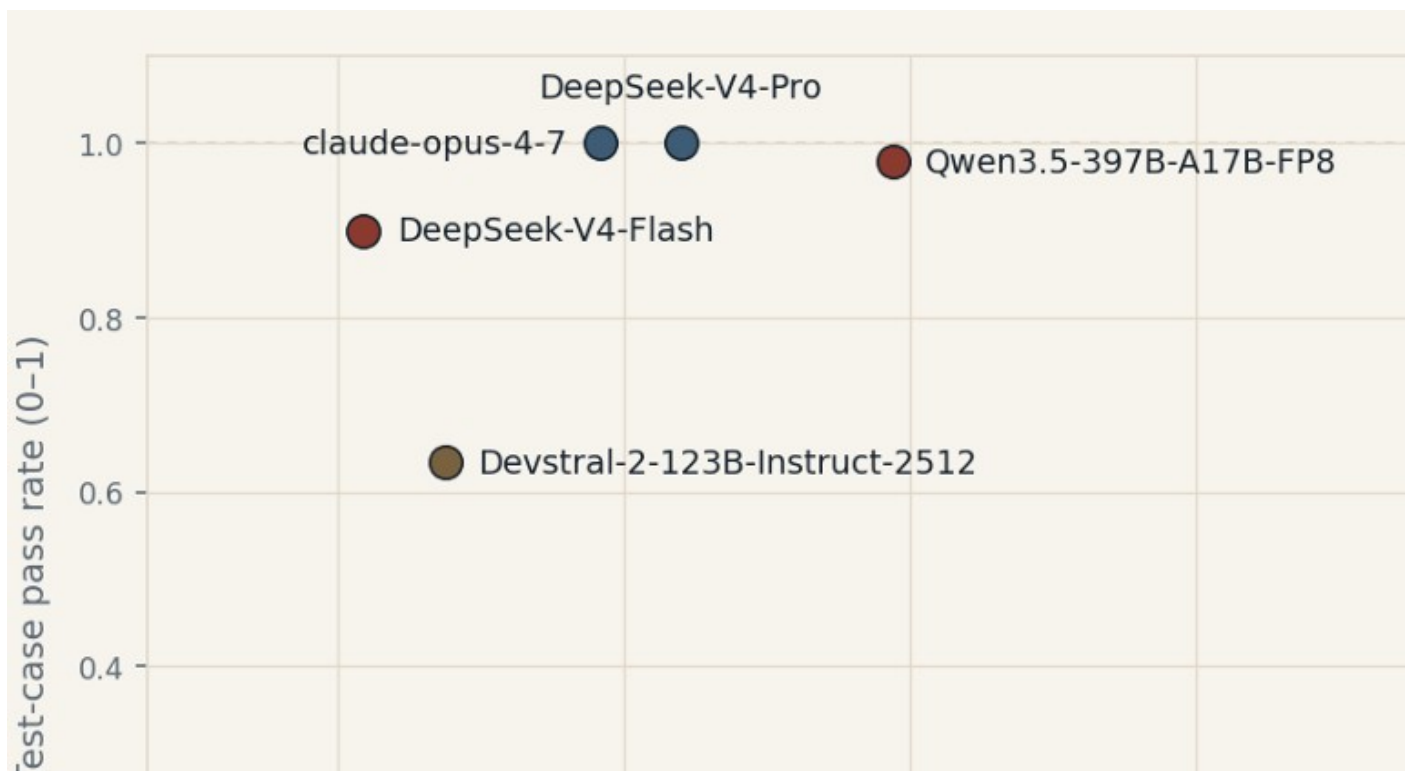 DeepSeek-V4-Pro
1.0
claude-opus-4-7
Qwen3.5-397B-A17B-FP8
DeepSeek-V4-Flash
0.8
Devstral-2-123B-Instruct-2512
0.6
0.4
Test-case pass rate (0–1)